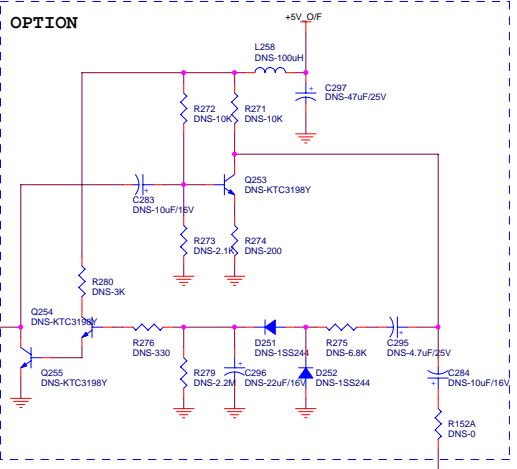 OPTION
+5V_O/F
L258
DNS-100uH
C297
DNS-47uF/25V
R272
DNS-10K
R271
DNS-10K
+
Q253
DNS-KTC3198Y
C283
DNS-10uF/16V
+
R273
DNS-2.1K
R274
DNS-200
R280
DNS-3K
Q254
DNS-KTC3198Y
R276
DNS-330
D251
DNS-1SS244
R275
DNS-6.8K
C295
DNS-4.7uF/25V
+
Q255
DNS-KTC3198Y
R279
DNS-2.2M
C296
DNS-22uF/16V
+
D252
DNS-1SS244
C284
DNS-10uF/16V
+
R152A
DNS-0